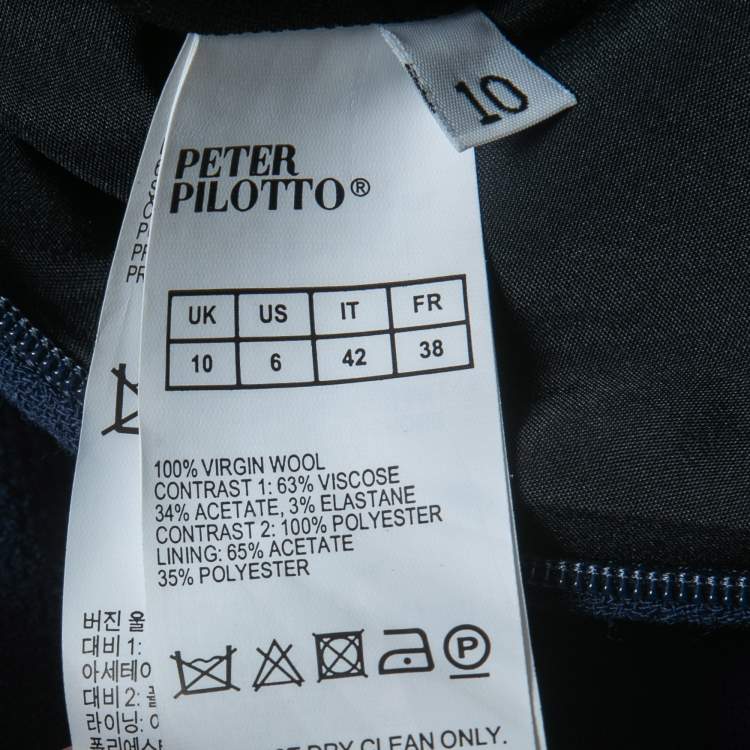 10
PETER
PILOTTO®
UK US IT FR
10 6 42 38
100% VIRGIN WOOL
CONTRAST 1: 63% VISCOSE
34% ACETATE, 3% ELASTANE
CONTRAST 2: 100% POLYESTER
LINING: 65% ACETATE
35% POLYESTER
P
DRY CLEAN ONLY.
버진 울
대비 1:
아세테이
대비 2:
라이닝: